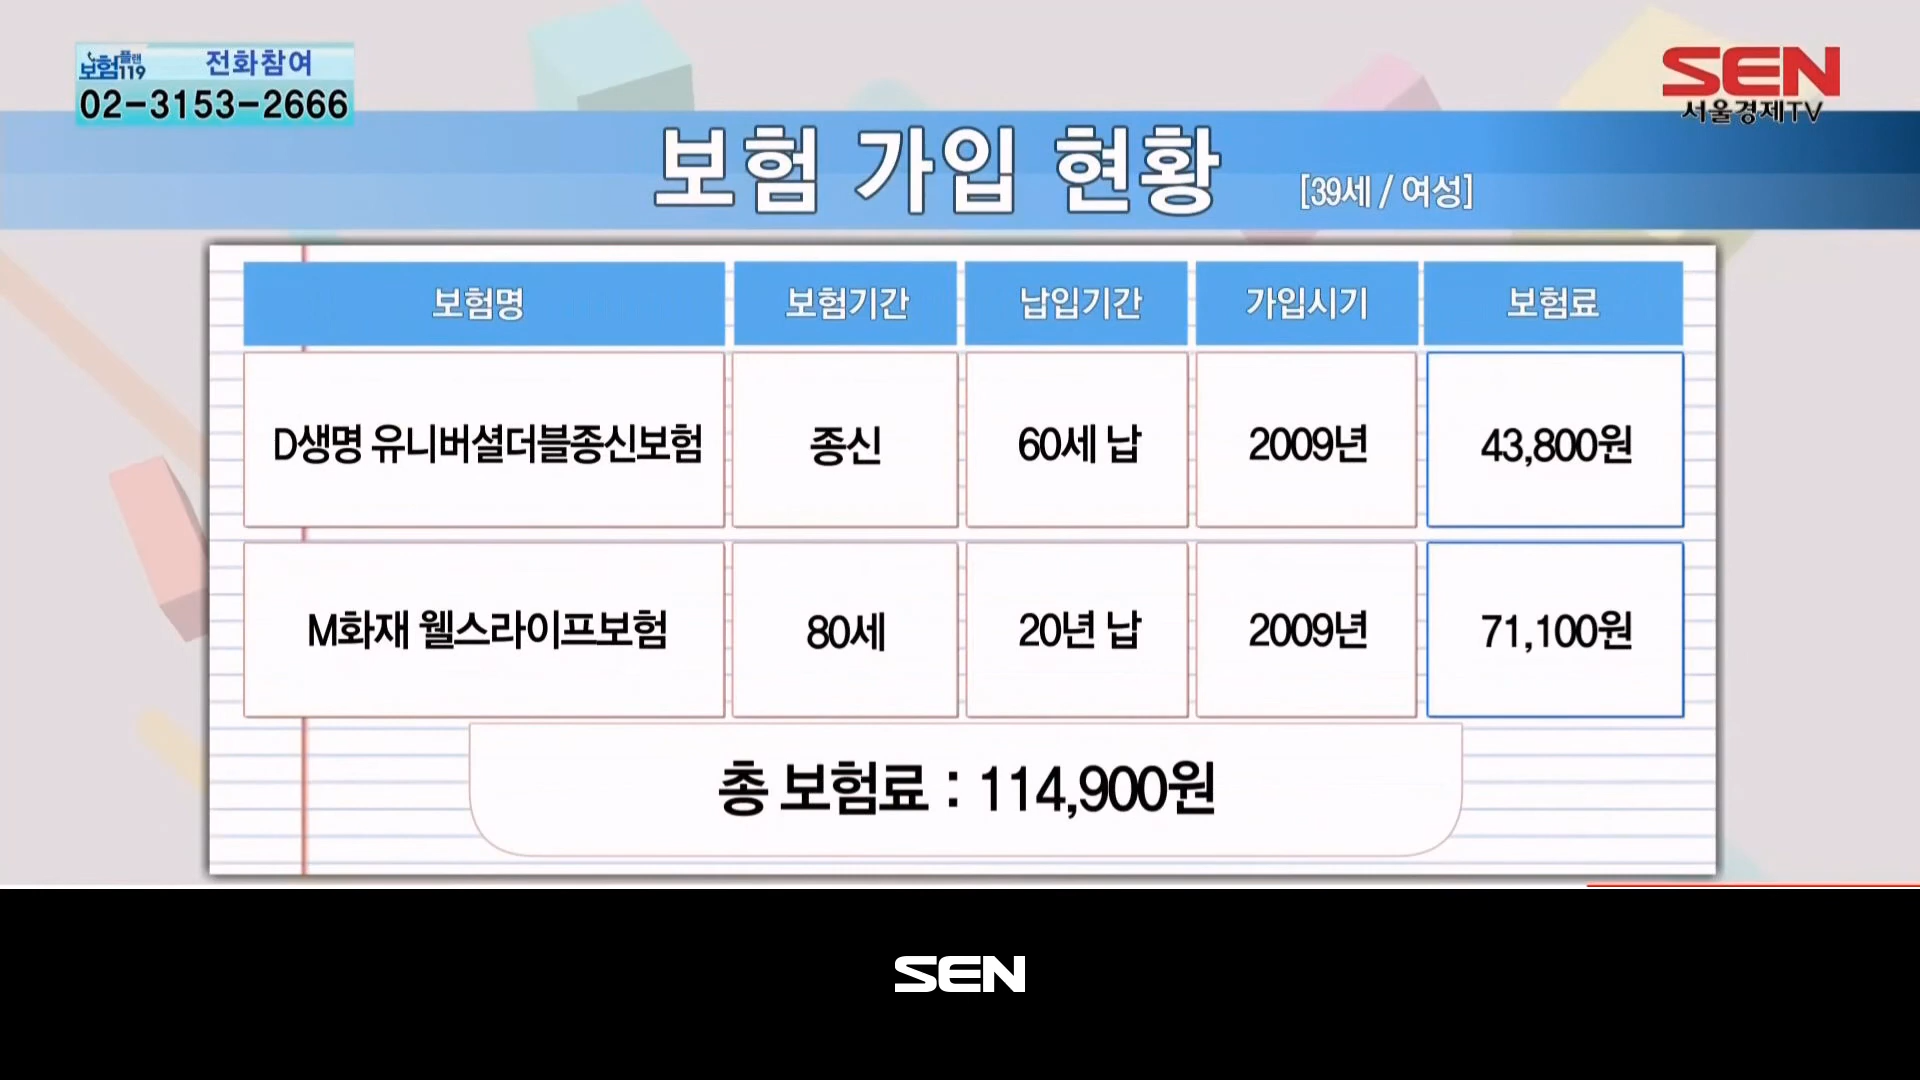 보험플랜119 전화참여
02-3153-2666
SEN
서울경제TV
보험 가입 현황 [39세 / 여성]
보험명 보험기간 납입기간 가입시기 보험료
D생명 유니버셜더블종신보험 종신 60세 납 2009년 43,800원
M화재 웰스라이프보험 80세 20년 납 2009년 71,100원
총 보험료 : 114,900원
SEN